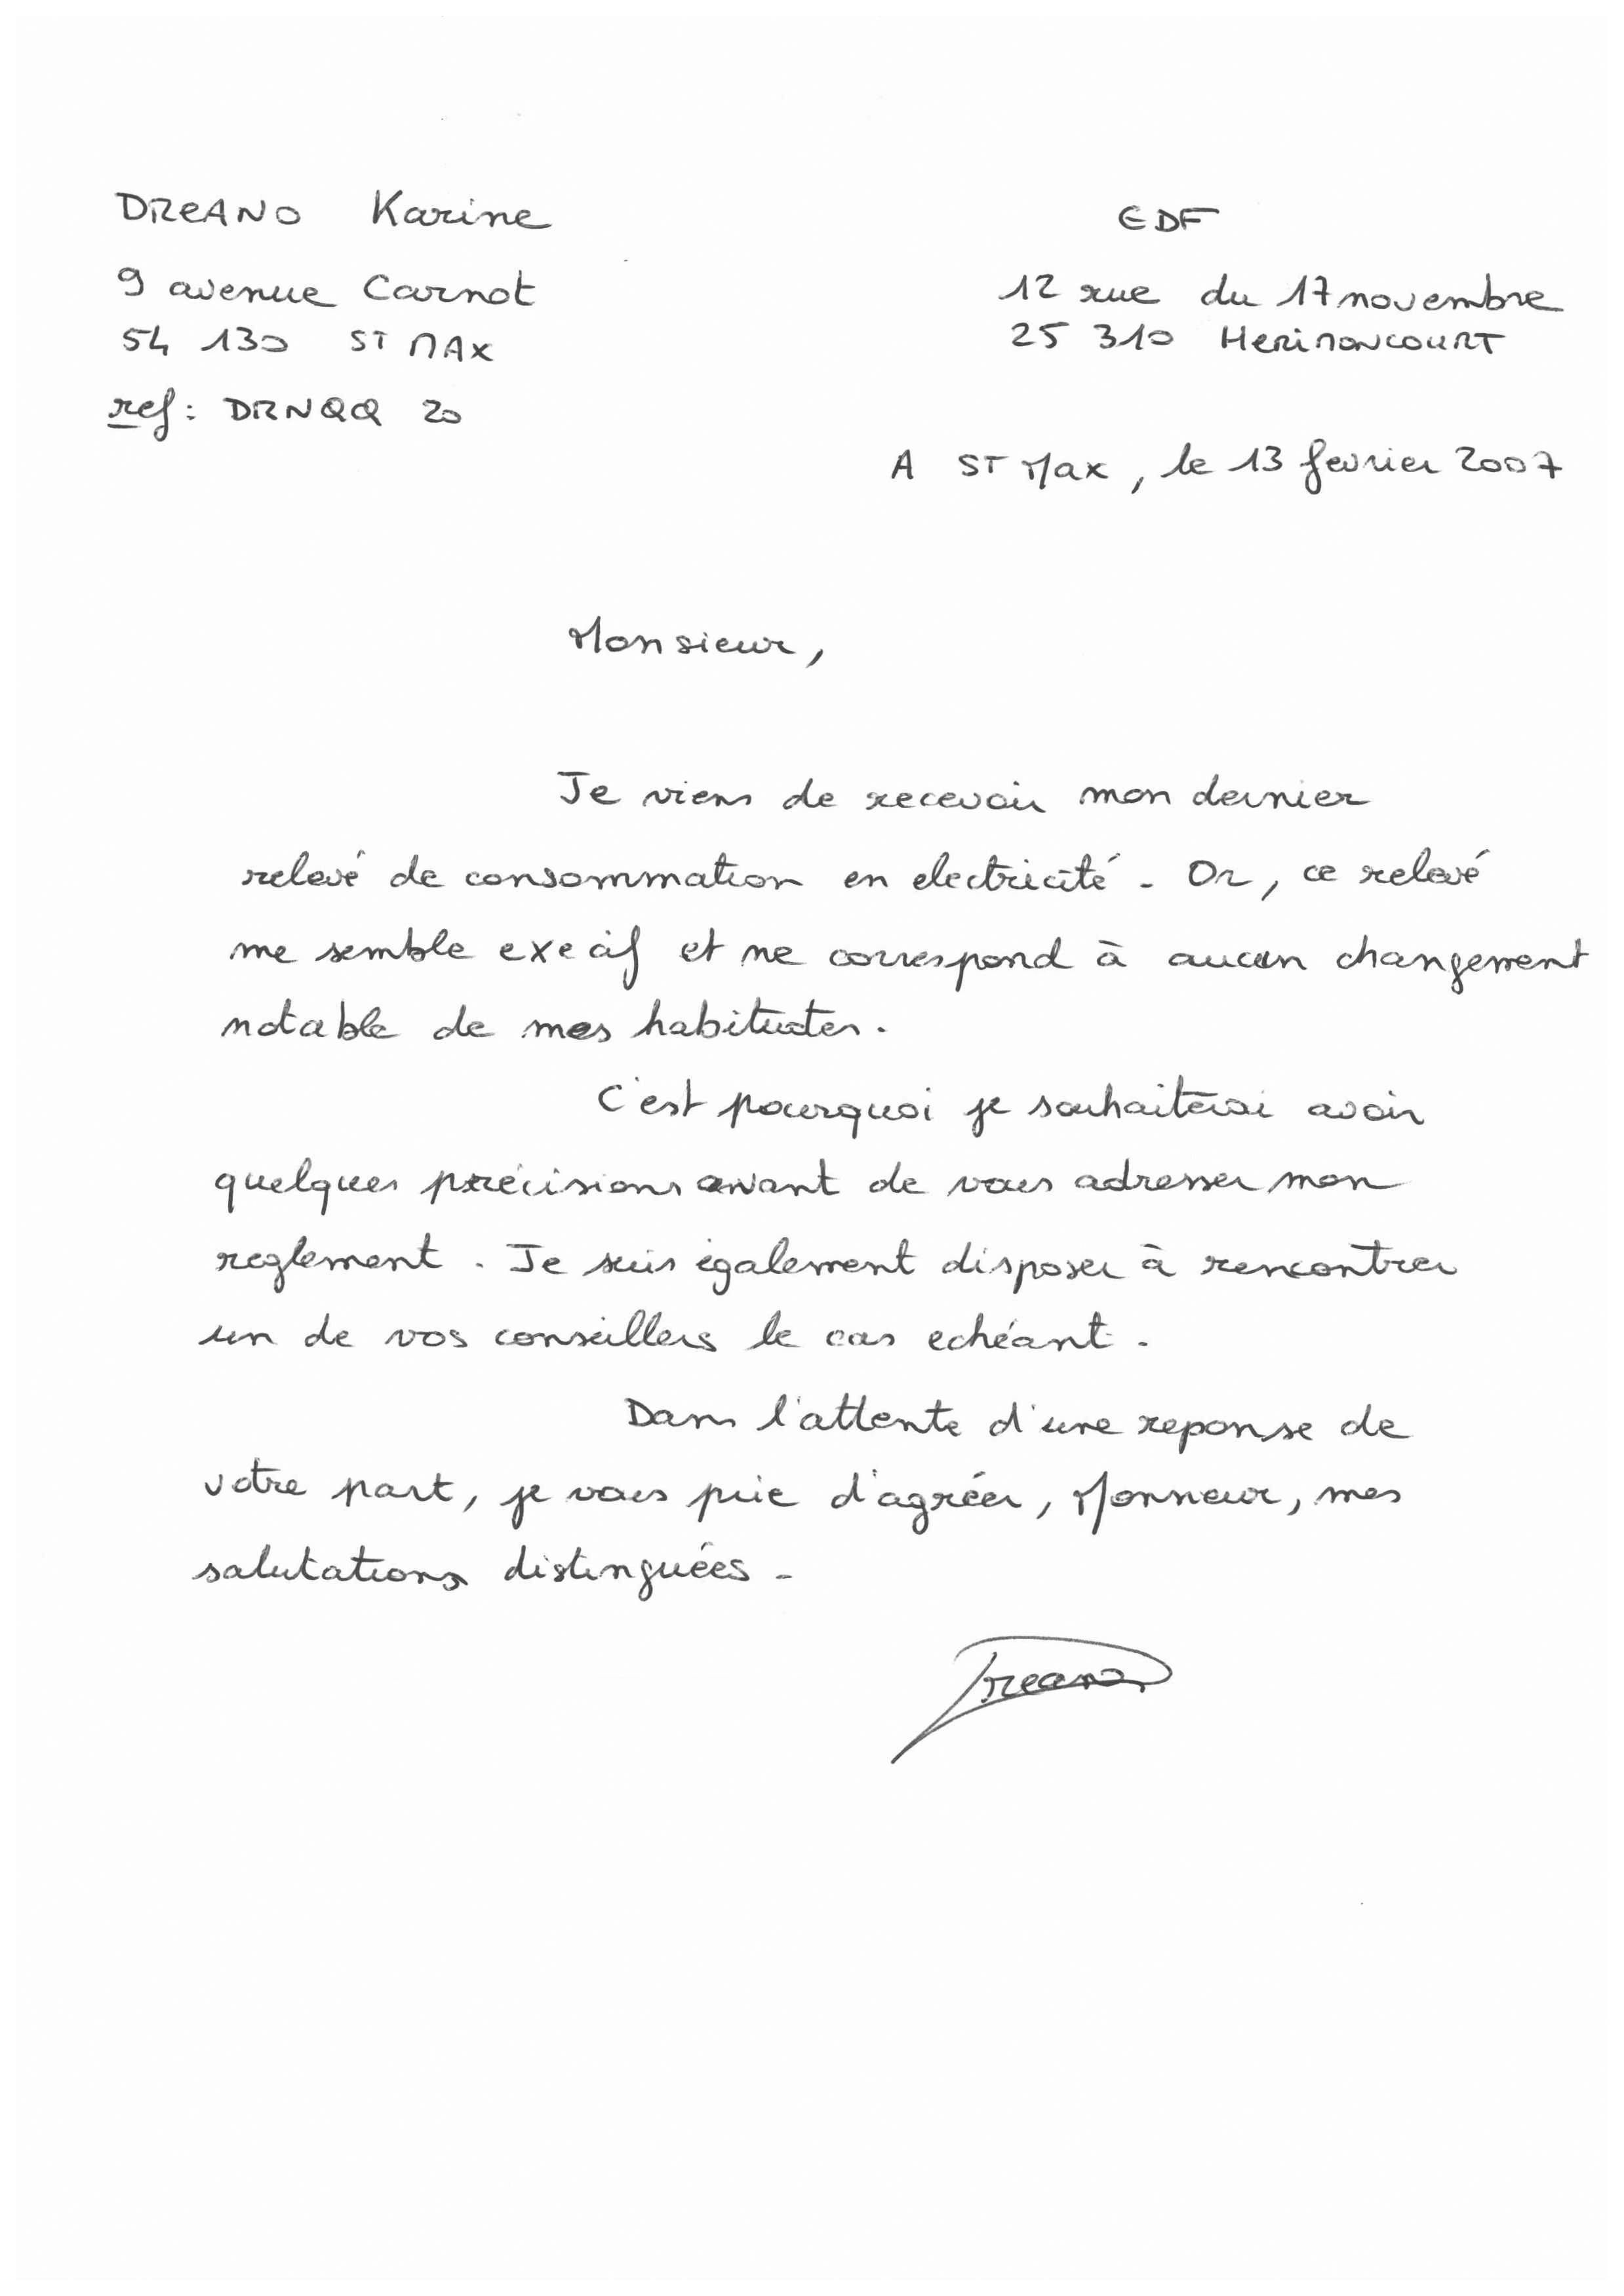 DREANO Karine
9 avenue Carnot
54 130 ST MAX
ref : DRNQQ 20
EDF
12 rue du 17 novembre
25 310 HERIMONCOURT
A ST Max, le 13 fevrier 2007
Monsieur,
Je viens de recevoir mon dernier
relevé de consommation en electricité. Or, ce relevé
me semble execif et ne correspond à aucun changement
notable de mes habitudes.
C'est pourquoi je souhaiterai avoir
quelques précisions avant de vous adresser mon
reglement. Je suis également disposer à rencontrer
un de vos conseillers le cas echéant.
Dans l'attente d'une reponse de
votre part, je vous prie d'agréer, Monsieur, mes
salutations distinguées.
Dreano